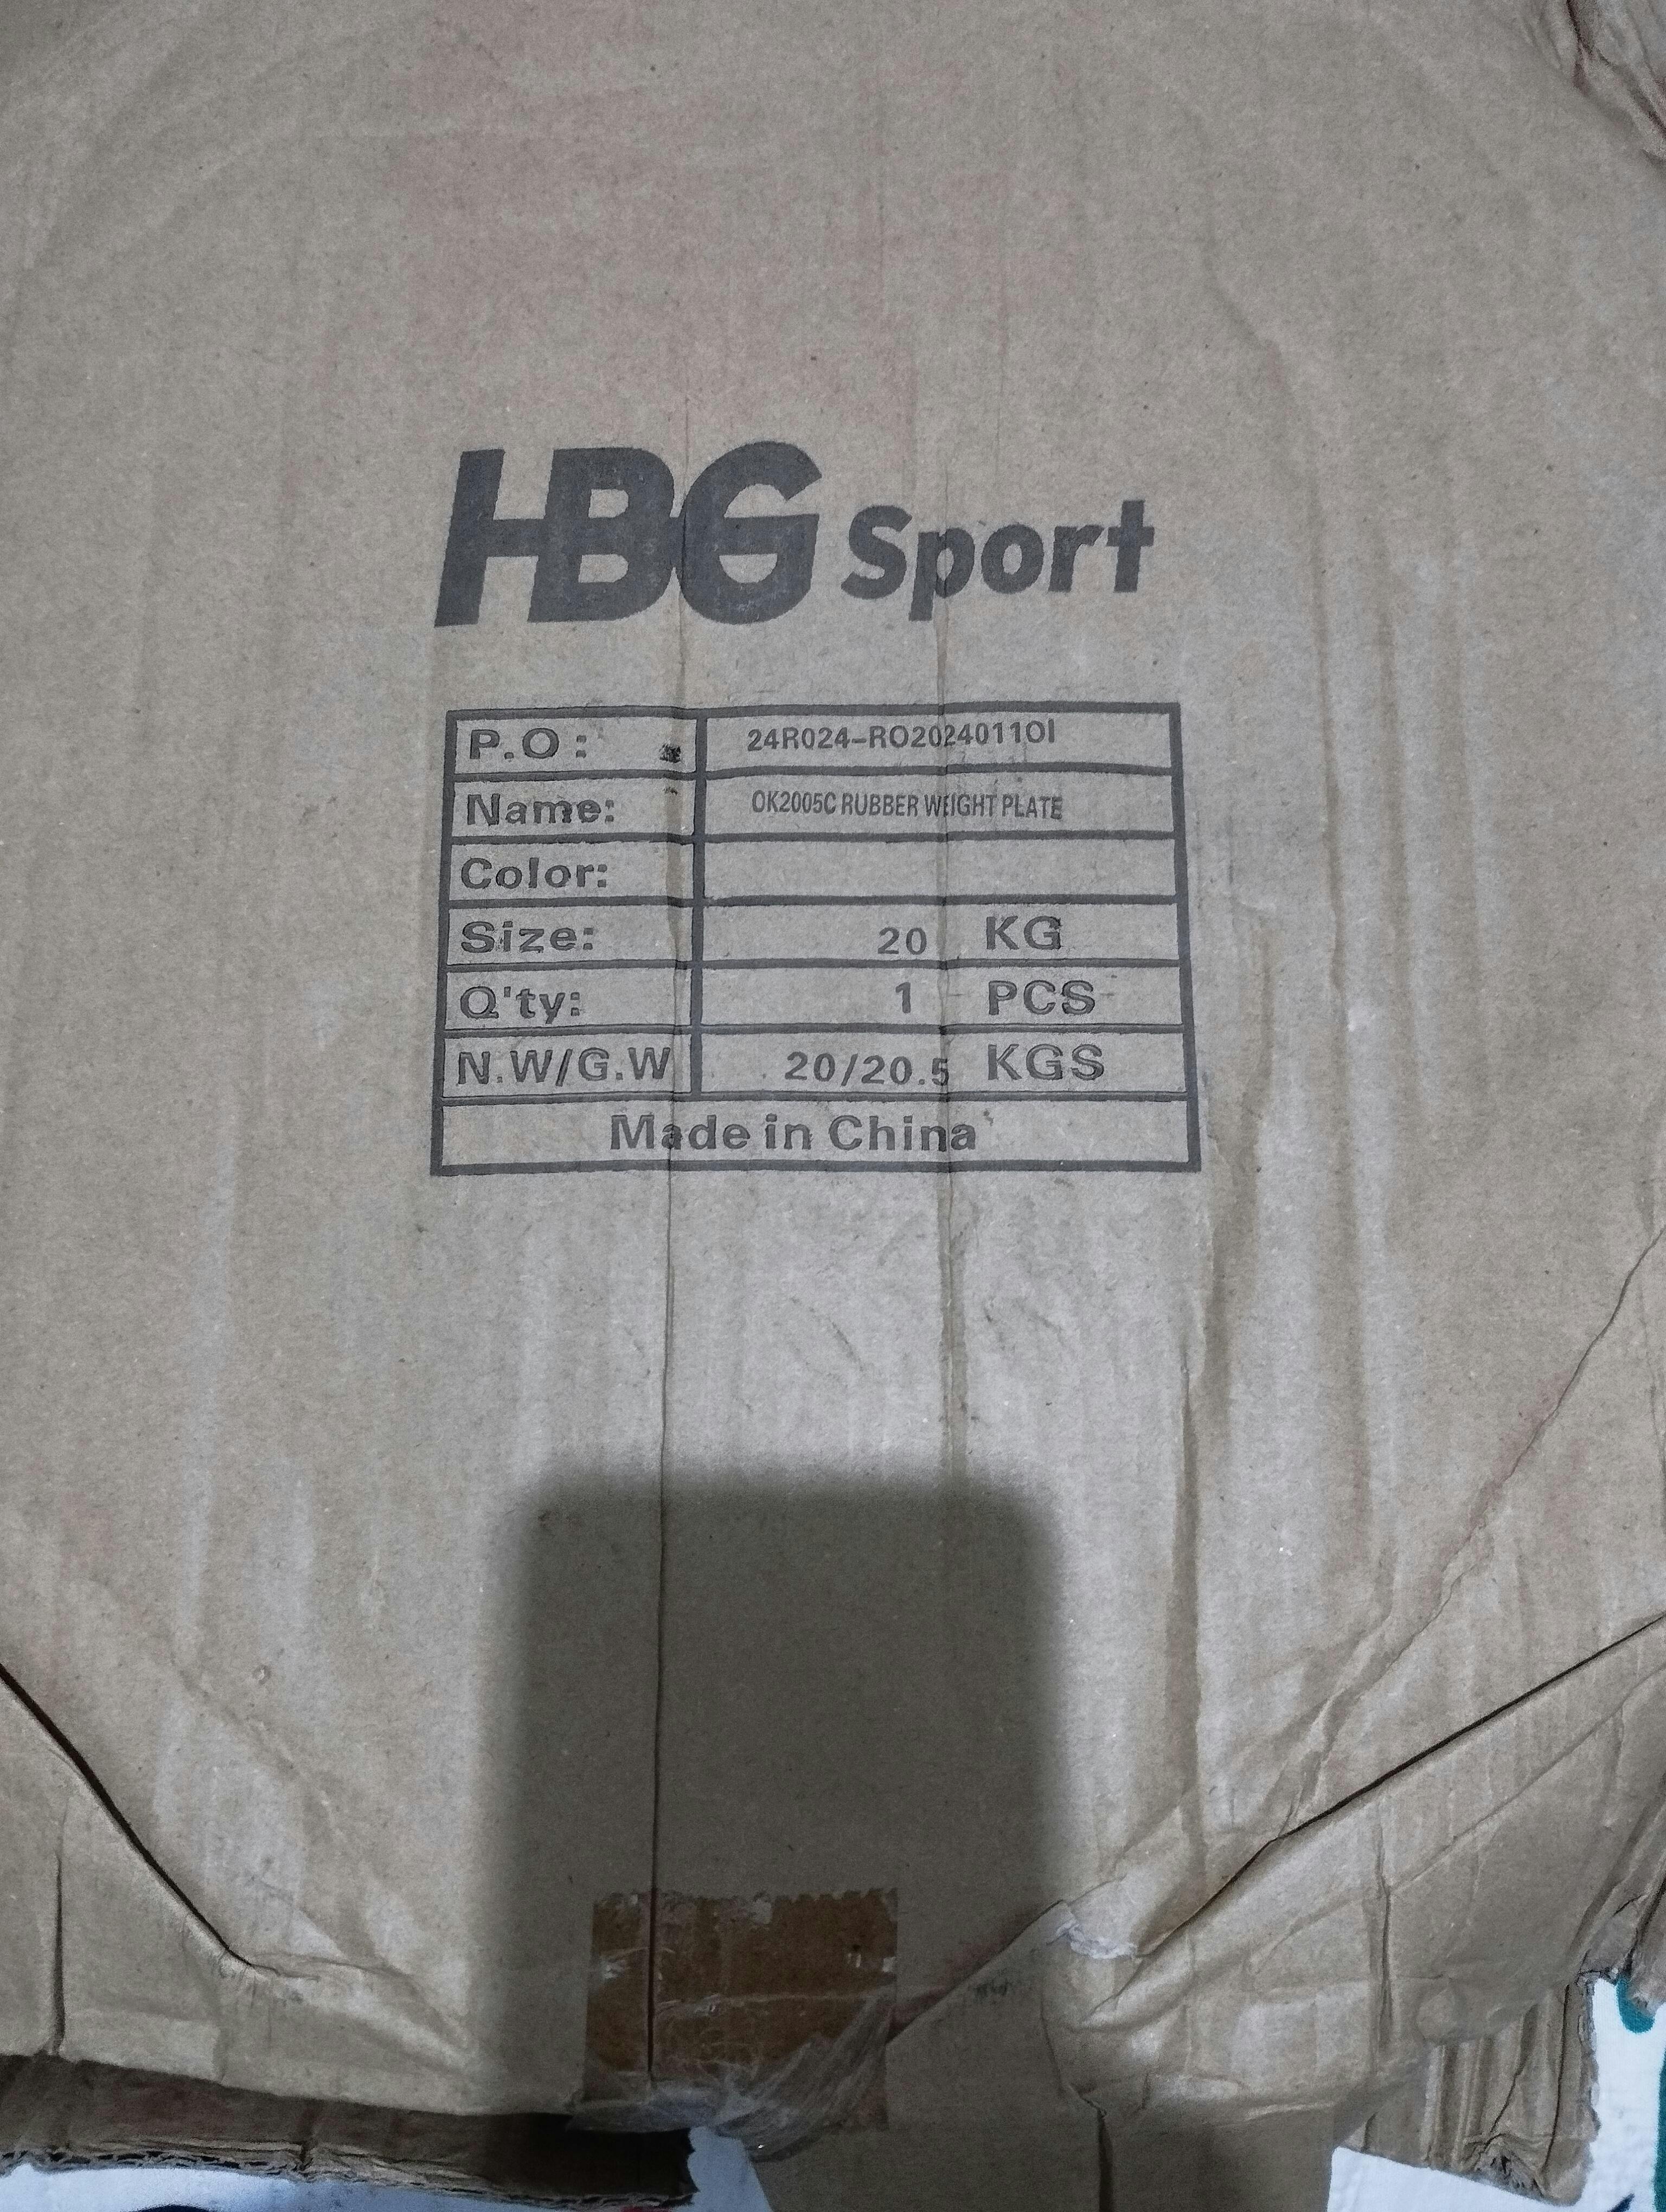 HBG Sport
P.O: 24R024-RO20240110I
Name: OK2005C RUBBER WEIGHT PLATE
Color:
Size: 20 KG
Q'ty: 1 PCS
N.W/G.W 20/20.5 KGS
Made in China